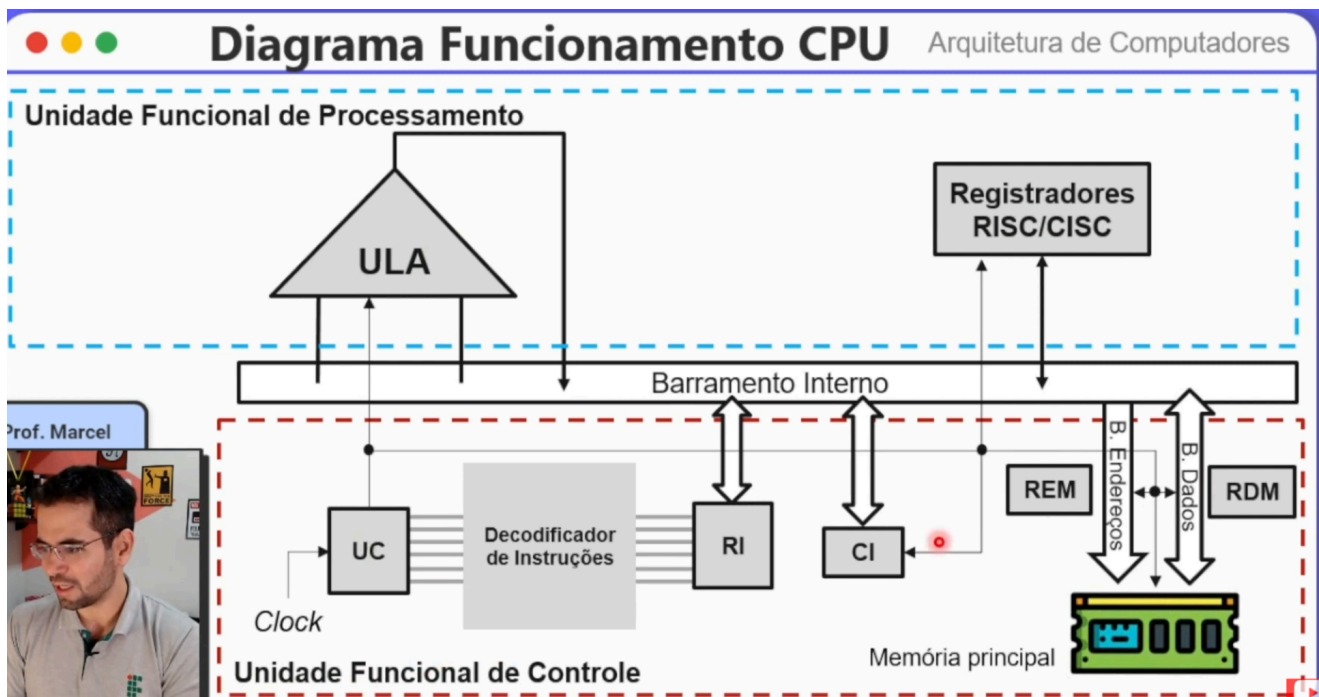 Diagrama Funcionamento CPU
Arquitetura de Computadores
Unidade Funcional de Processamento
ULA
Registradores
RISC/CISC
Barramento Interno
Prof. Marcel
FORCE
UC
Decodificador
de Instruções
RI
CI
REM
B. Endereços
B. Dados
RDM
Clock
Memória principal
Unidade Funcional de Controle